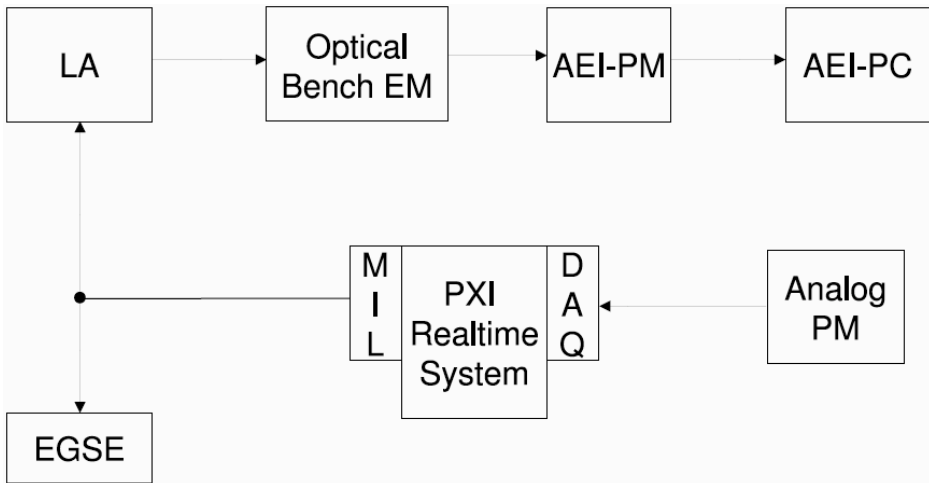 LA
Optical
Bench EM
AEI-PM
AEI-PC
M
I
L
PXI
Realtime
System
D
A
Q
Analog
PM
EGSE